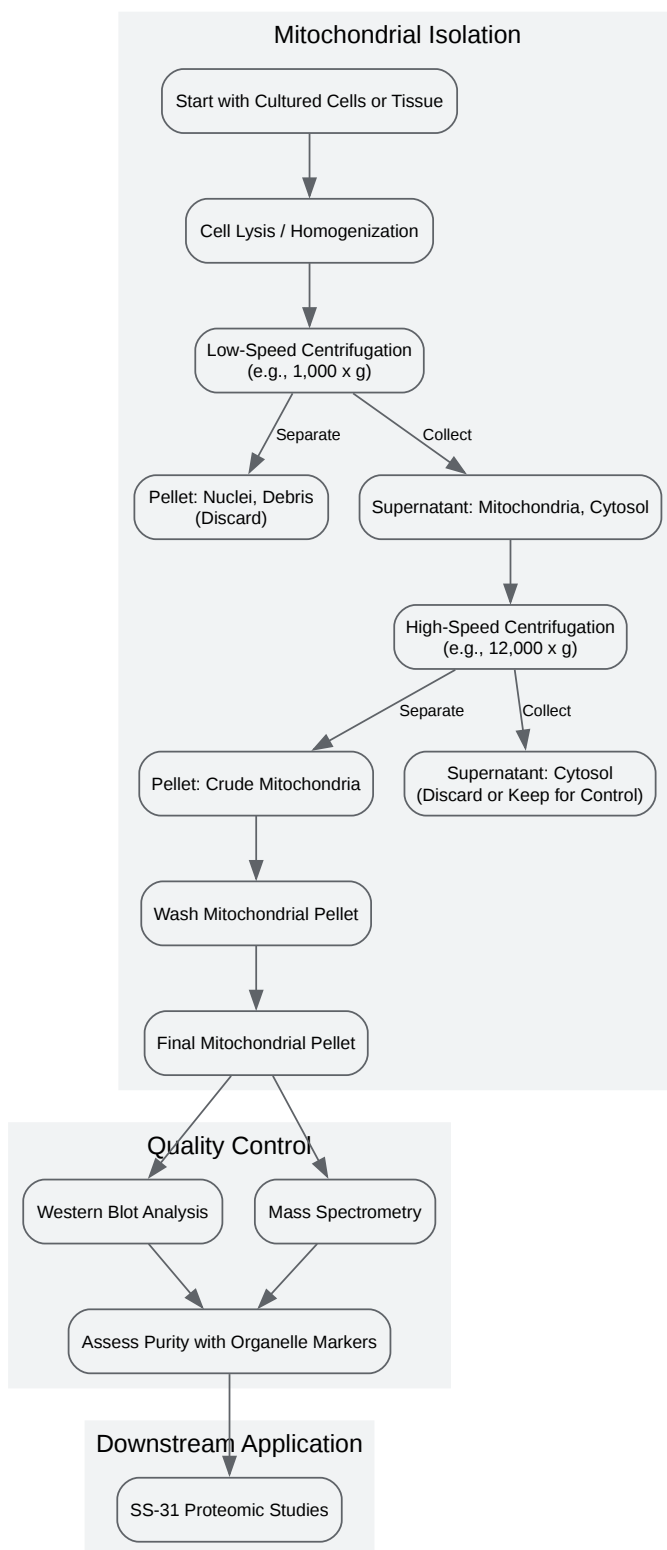 Mitochondrial Isolation
Start with Cultured Cells or Tissue
Cell Lysis / Homogenization
Low-Speed Centrifugation
(e.g., 1,000 x g)
Separate
Collect
Pellet: Nuclei, Debris
(Discard)
Supernatant: Mitochondria, Cytosol
High-Speed Centrifugation
(e.g., 12,000 x g)
Separate
Collect
Pellet: Crude Mitochondria
Supernatant: Cytosol
(Discard or Keep for Control)
Wash Mitochondrial Pellet
Final Mitochondrial Pellet
Quality Control
Western Blot Analysis
Mass Spectrometry
Assess Purity with Organelle Markers
Downstream Application
SS-31 Proteomic Studies